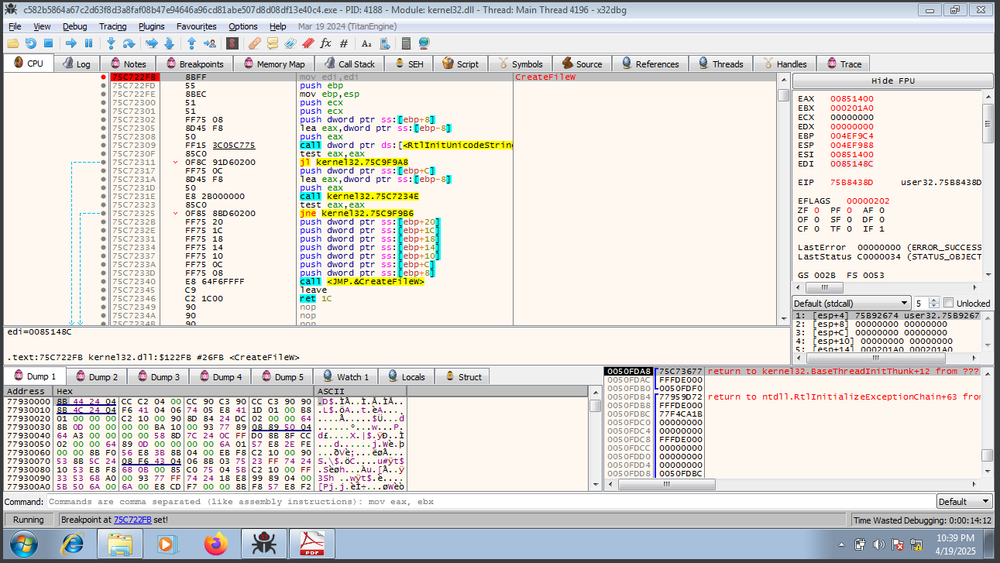 c582b5864a67c2d63f8d3a8faf08b47e94646a96cd81abe507d8d08df13e40c4.exe - PID: 4188 - Module: kernel32.dll - Thread: Main Thread 4196 - x32dbg
File View Debug Tracing Plugins Favourites Options Help Mar 19 2024 (TitanEngine)
CPU Log Notes Breakpoints Memory Map Call Stack SEH Script Symbols Source References Threads Handles Trace
75C722FB 8BFF mov edi,edi CreateFileW
75C722FD 55 push ebp
75C722FE 8BEC mov ebp,esp
75C72300 51 push ecx
75C72301 51 push ecx
75C72302 FF75 08 push dword ptr ss:[ebp+8]
75C72305 8D45 F8 lea eax,dword ptr ss:[ebp-8]
75C72308 50 push eax
75C72309 FF15 3C05C775 call dword ptr ds:[<RtlInitUnicodeString
75C7230F 85C0 test eax,eax
75C72311 0F8C 91D60200 jl kernel32.75C9F9A8
75C72317 FF75 0C push dword ptr ss:[ebp+C]
75C7231A 8D45 F8 lea eax,dword ptr ss:[ebp-8]
75C7231D 50 push eax
75C7231E E8 2B000000 call kernel32.75C7234E
75C72323 85C0 test eax,eax
75C72325 0F85 8BD60200 jne kernel32.75C9F9B6
75C7232B FF75 20 push dword ptr ss:[ebp+20]
75C7232E FF75 1C push dword ptr ss:[ebp+1C]
75C72331 FF75 18 push dword ptr ss:[ebp+18]
75C72334 FF75 14 push dword ptr ss:[ebp+14]
75C72337 FF75 10 push dword ptr ss:[ebp+10]
75C7233A FF75 0C push dword ptr ss:[ebp+C]
75C7233D FF75 08 push dword ptr ss:[ebp+8]
75C72340 E8 64F6FFFF call <JMP.&CreateFileW>
75C72345 C9 leave
75C72346 C2 1C00 ret 1C
75C72349 90 nop
75C7234A 90 nop
75C7234B 90 nop
Hide FPU
EAX 00851400
EBX 000201A0
ECX 00000000
EDX 00000000
EBP 004EF9C4
ESP 004EF988
ESI 00851400
EDI 0085148C
EIP 75B8438D user32.75B8438D
EFLAGS 00000202
ZF 0 PF 0 AF 0
OF 0 SF 0 DF 0
CF 0 TF 0 IF 1
LastError 00000000 (ERROR_SUCCESS
LastStatus C0000034 (STATUS_OBJECT
GS 002B FS 0053
Default (stdcall) 5 Unlocked
1: [esp+4] 75B92674 user32.75B9267
2: [esp+8] 00000000 00000000
3: [esp+C] 00000000 00000000
4: [esp+10] 00000000 00000000
5: [esp+14] 000201A0 000201A0
edi=0085148C
.text:75C722FB kernel32.dll:$122FB #26FB <CreateFileW>
Dump 1 Dump 2 Dump 3 Dump 4 Dump 5 Watch 1 Locals Struct
Address Hex ASCII
77930000 8B 44 24 04 CC C2 04 00 CC 90 C3 90 CC C3 90 90 .D$.ÌÂ..Ì.Ã.ÌÃ..
77930010 8B 4C 24 04 F6 41 04 06 74 05 E8 41 1D 01 00 B8 .L$.öA..t.èA...¸
77930020 01 00 00 00 C2 10 00 90 8D 84 24 DC 02 00 00 64 ....Â.....$Ü...d
77930030 8B 0D 00 00 00 00 BA 10 00 93 77 89 08 89 50 04 ......º...w...P.
77930040 64 A3 00 00 00 00 58 8D 7C 24 0C FF D0 8B 8F CC d£....X.|$.ÿÐ..Ì
77930050 02 00 00 64 89 0D 00 00 00 00 6A 01 57 E8 2E FE ...d......j.Wè.þ
77930060 00 00 8B F0 56 E8 3B 8B 04 00 EB F8 C2 10 00 90 ...ðVè;...ëøÂ...
77930070 53 8B 5C 24 08 F6 43 04 06 8B 03 75 23 FF 74 24 S.\$.öC....u#ÿt$
77930080 10 53 E8 F8 68 0B 00 85 C0 75 04 5B C2 10 00 FF .Sèøh...Àu.[Â..ÿ
77930090 33 53 68 A0 00 93 77 FF 74 24 18 E8 99 89 04 00 3Sh ..wÿt$.è....
779300A0 5B 50 6A 00 6A 00 E8 CD F7 00 00 8B F8 57 E8 F2 [Pj.j.èÍ÷...øWèò
0050FDA8 75C73677 return to kernel32.BaseThreadInitThunk+12 from ???
0050FDAC FFFDE000
0050FDB0 0050FDF0
0050FDB4 77959D72 return to ntdll.RtlInitializeExceptionChain+63 from
0050FDB8 FFFDE000
0050FDBC 77F4CA1B
0050FDC0 00000000
0050FDC4 00000000
0050FDC8 FFFDE000
0050FDCC 00000000
0050FDD0 00000000
0050FDD4 00000000
0050FDD8 0050FDBC
Command: Commands are comma separated (like assembly instructions): mov eax, ebx Default
Running Breakpoint at 75C722FB set! Time Wasted Debugging: 0:00:14:12
PDF
10:39 PM
4/19/2025